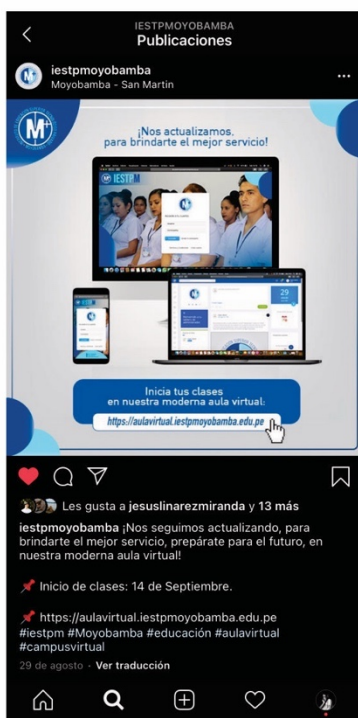 IESTPMOYOBAMBA
Publicaciones
iestpmoyobamba
Moyobamba - San Martin
M+
¡Nos actualizamos,
para brindarte el mejor servicio!
IESTPM
29
Inicia tus clases
en nuestra moderna aula virtual:
https://aulavirtual.iestpmoyobamba.edu.pe
Les gusta a jesuslinarezmiranda y 13 más
iestpmoyobamba ¡Nos seguimos actualizando, para
brindarte el mejor servicio, prepárate para el futuro, en
nuestra moderna aula virtual!
📌 Inicio de clases: 14 de Septiembre.
📌 https://aulavirtual.iestpmoyobamba.edu.pe
#iestpm #Moyobamba #educación #aulavirtual
#campusvirtual
29 de agosto · Ver traducción